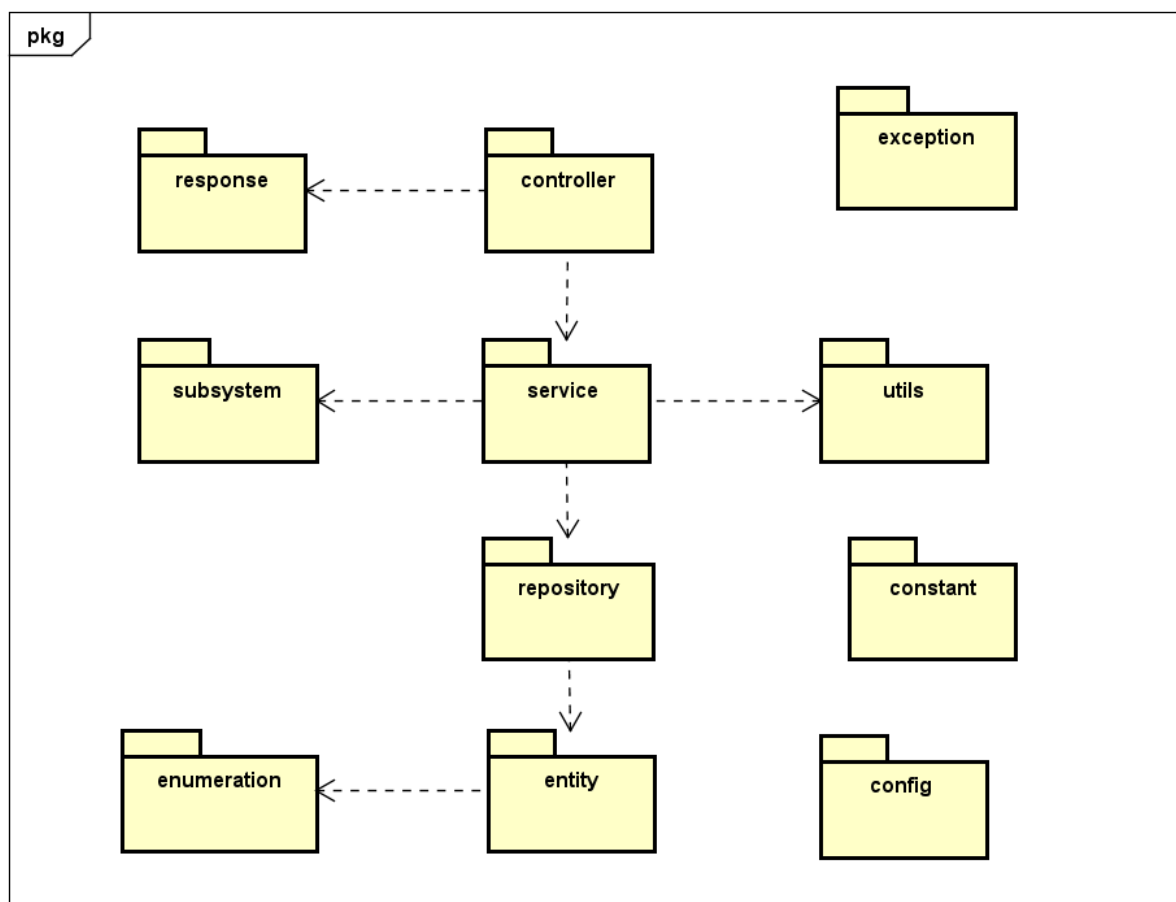 pkg
exception
response
controller
subsystem
service
utils
repository
constant
enumeration
entity
config